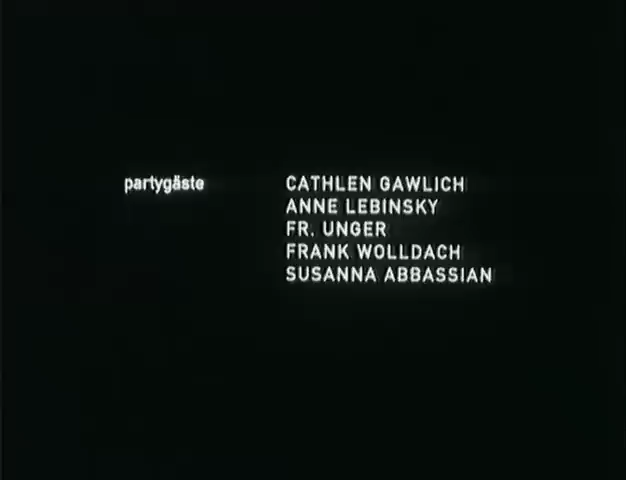 partygäste CATHLEN GAWLICH
ANNE LEBINSKY
FR. UNGER
FRANK WOLLDACH
SUSANNA ABBASSIAN